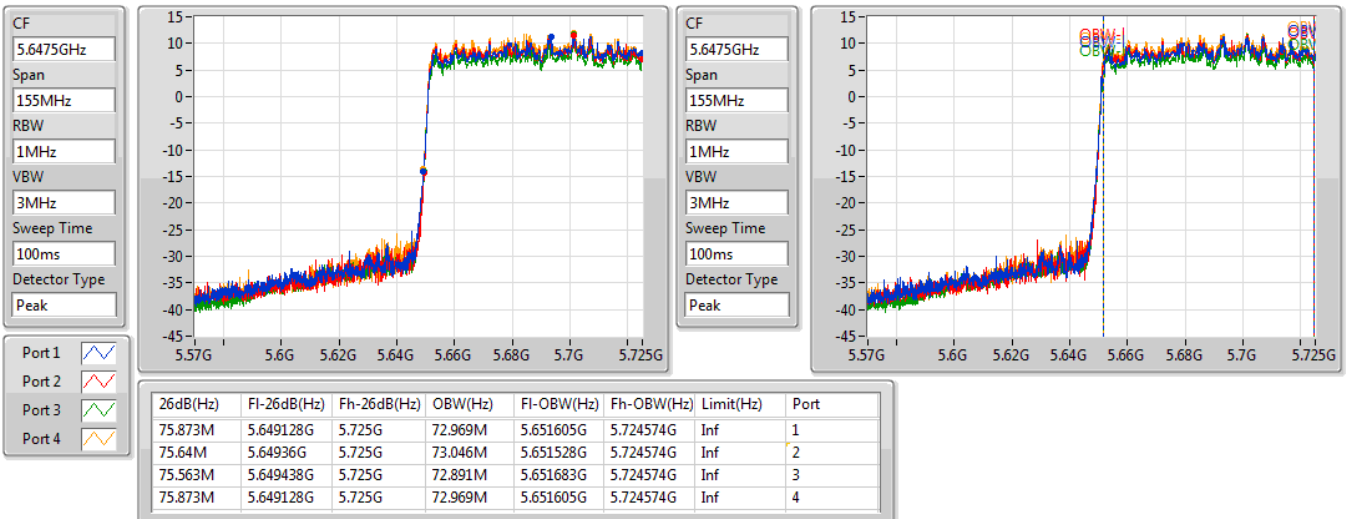 CF
5.6475GHz
Span
155MHz
RBW
1MHz
VBW
3MHz
Sweep Time
100ms
Detector Type
Peak
Port 1
Port 2
Port 3
Port 4
15
10
5
0
-5
-10
-15
-20
-25
-30
-35
-40
-45
5.57G 5.6G 5.62G 5.64G 5.66G 5.68G 5.7G 5.725G
CF
5.6475GHz
Span
155MHz
RBW
1MHz
VBW
3MHz
Sweep Time
100ms
Detector Type
Peak
15
10
5
0
-5
-10
-15
-20
-25
-30
-35
-40
-45
5.57G 5.6G 5.62G 5.64G 5.66G 5.68G 5.7G 5.725G
26dB(Hz) Fl-26dB(Hz) Fh-26dB(Hz) OBW(Hz) Fl-OBW(Hz) Fh-OBW(Hz) Limit(Hz) Port
75.873M 5.649128G 5.725G 72.969M 5.651605G 5.724574G Inf 1
75.64M 5.64936G 5.725G 73.046M 5.651528G 5.724574G Inf 2
75.563M 5.649438G 5.725G 72.891M 5.651683G 5.724574G Inf 3
75.873M 5.649128G 5.725G 72.969M 5.651605G 5.724574G Inf 4